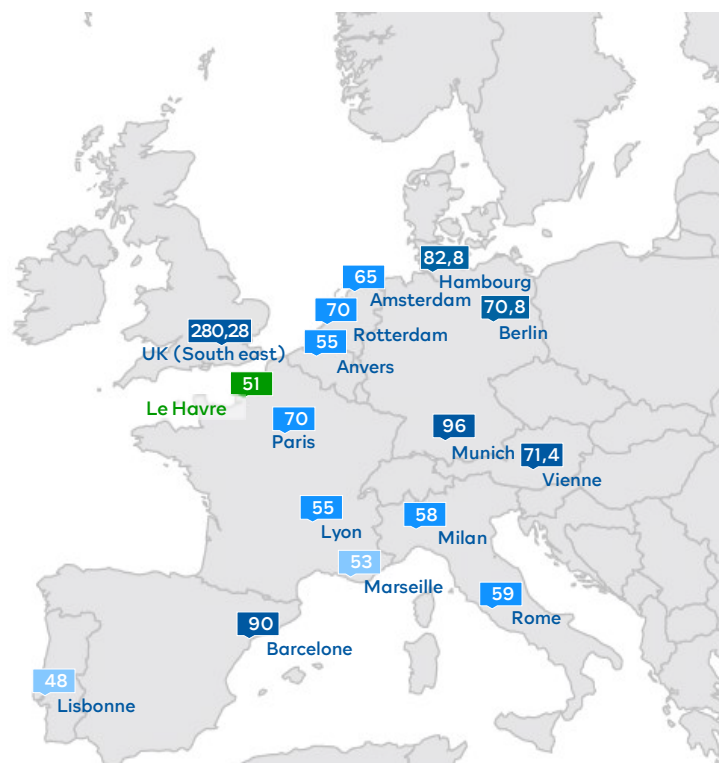 82,8
Hambourg
65
Amsterdam
70,8
Berlin
70
Rotterdam
280,28
UK (South east)
55
Anvers
51
Le Havre
70
Paris
96
Munich
71,4
Vienne
55
Lyon
58
Milan
53
Marseille
59
Rome
90
Barcelone
48
Lisbonne